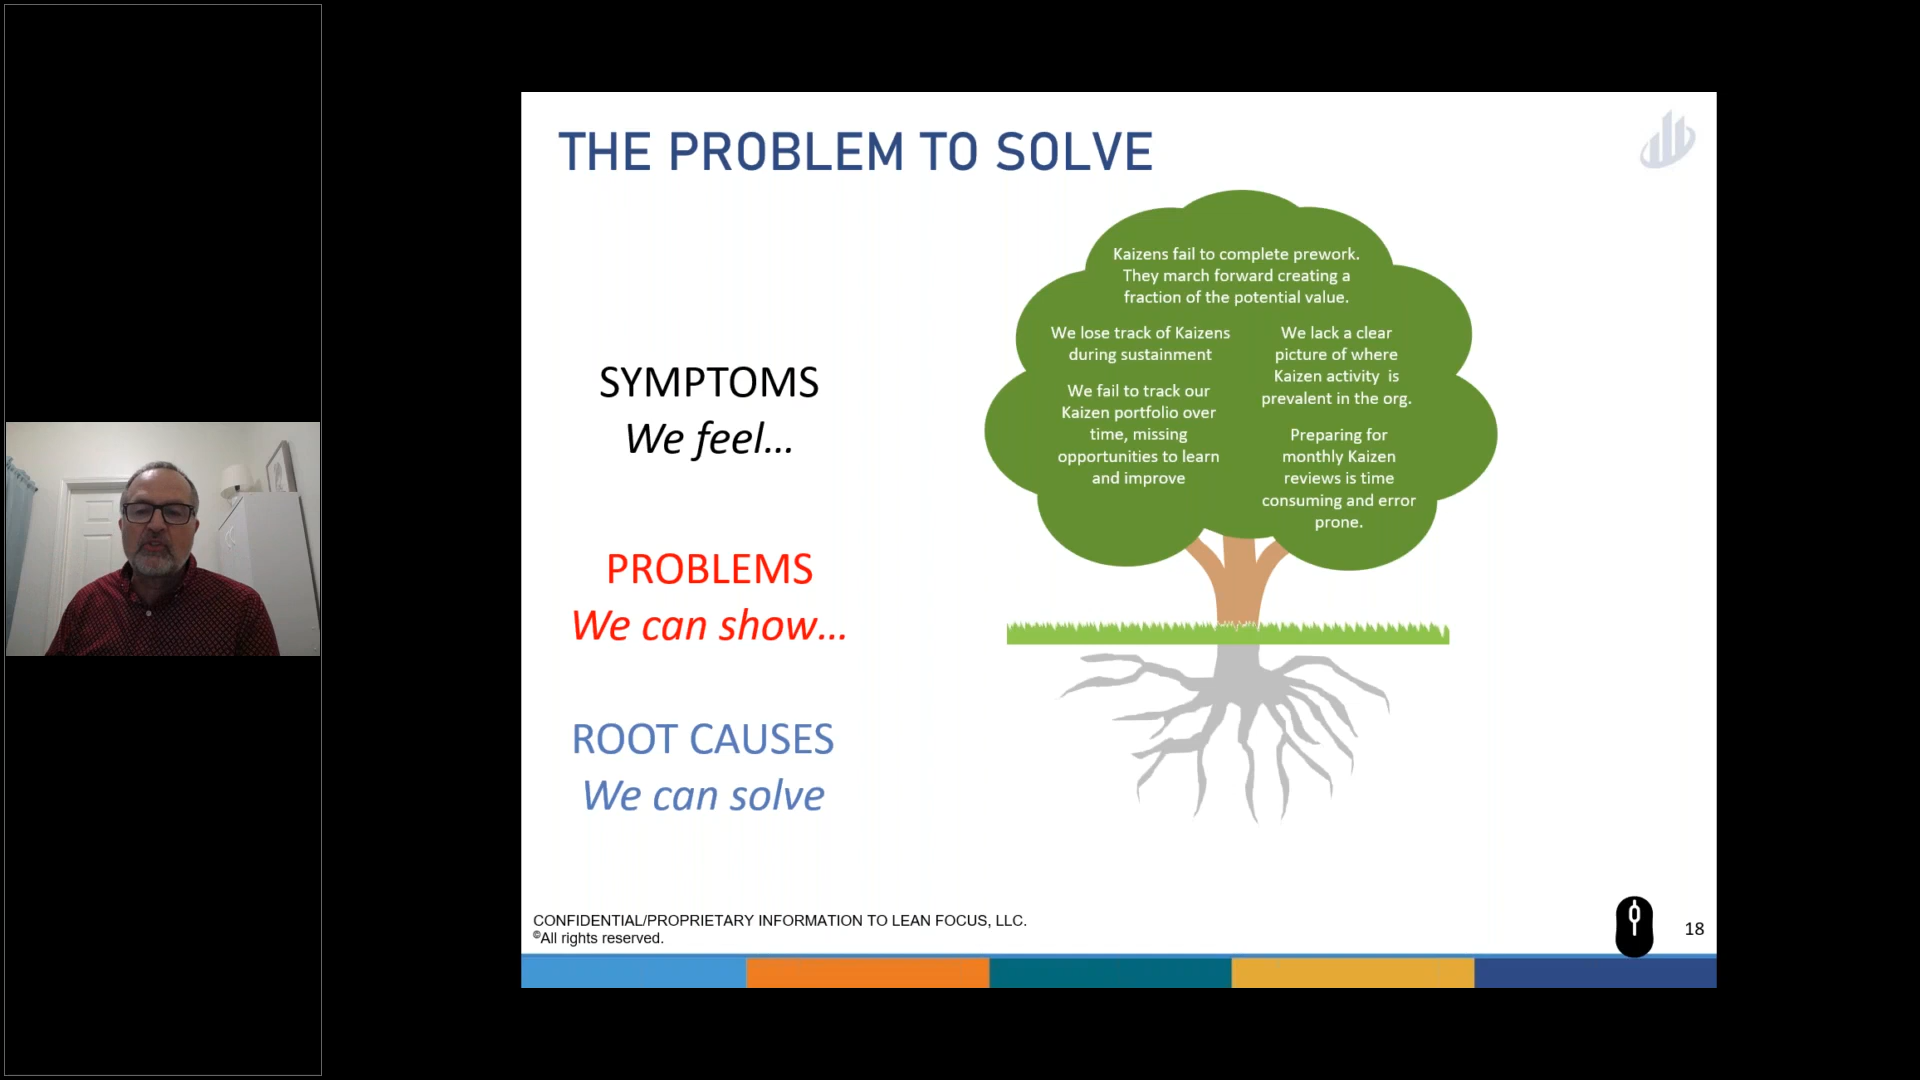 THE PROBLEM TO SOLVE
SYMPTOMS
We feel...
PROBLEMS
We can show...
ROOT CAUSES
We can solve
Kaizens fail to complete prework.
They march forward creating a
fraction of the potential value.
We lose track of Kaizens
during sustainment
We fail to track our
Kaizen portfolio over
time, missing
opportunities to learn
and improve
We lack a clear
picture of where
Kaizen activity  is
prevalent in the org.
Preparing for
monthly Kaizen
reviews is time
consuming and error
prone.
CONFIDENTIAL/PROPRIETARY INFORMATION TO LEAN FOCUS, LLC.
©All rights reserved.
18